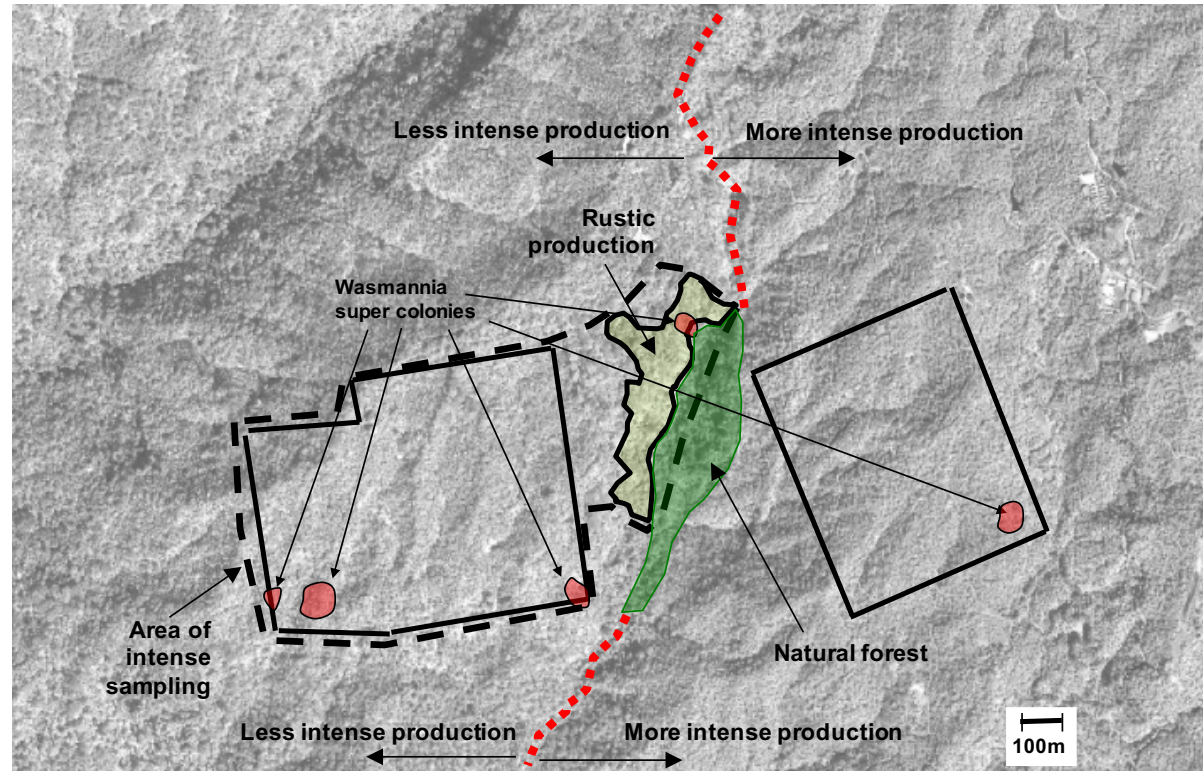 Less intense production
More intense production
Rustic
production
Wasmannia
super colonies
Area of
intense
sampling
Natural forest
Less intense production
More intense production
100m